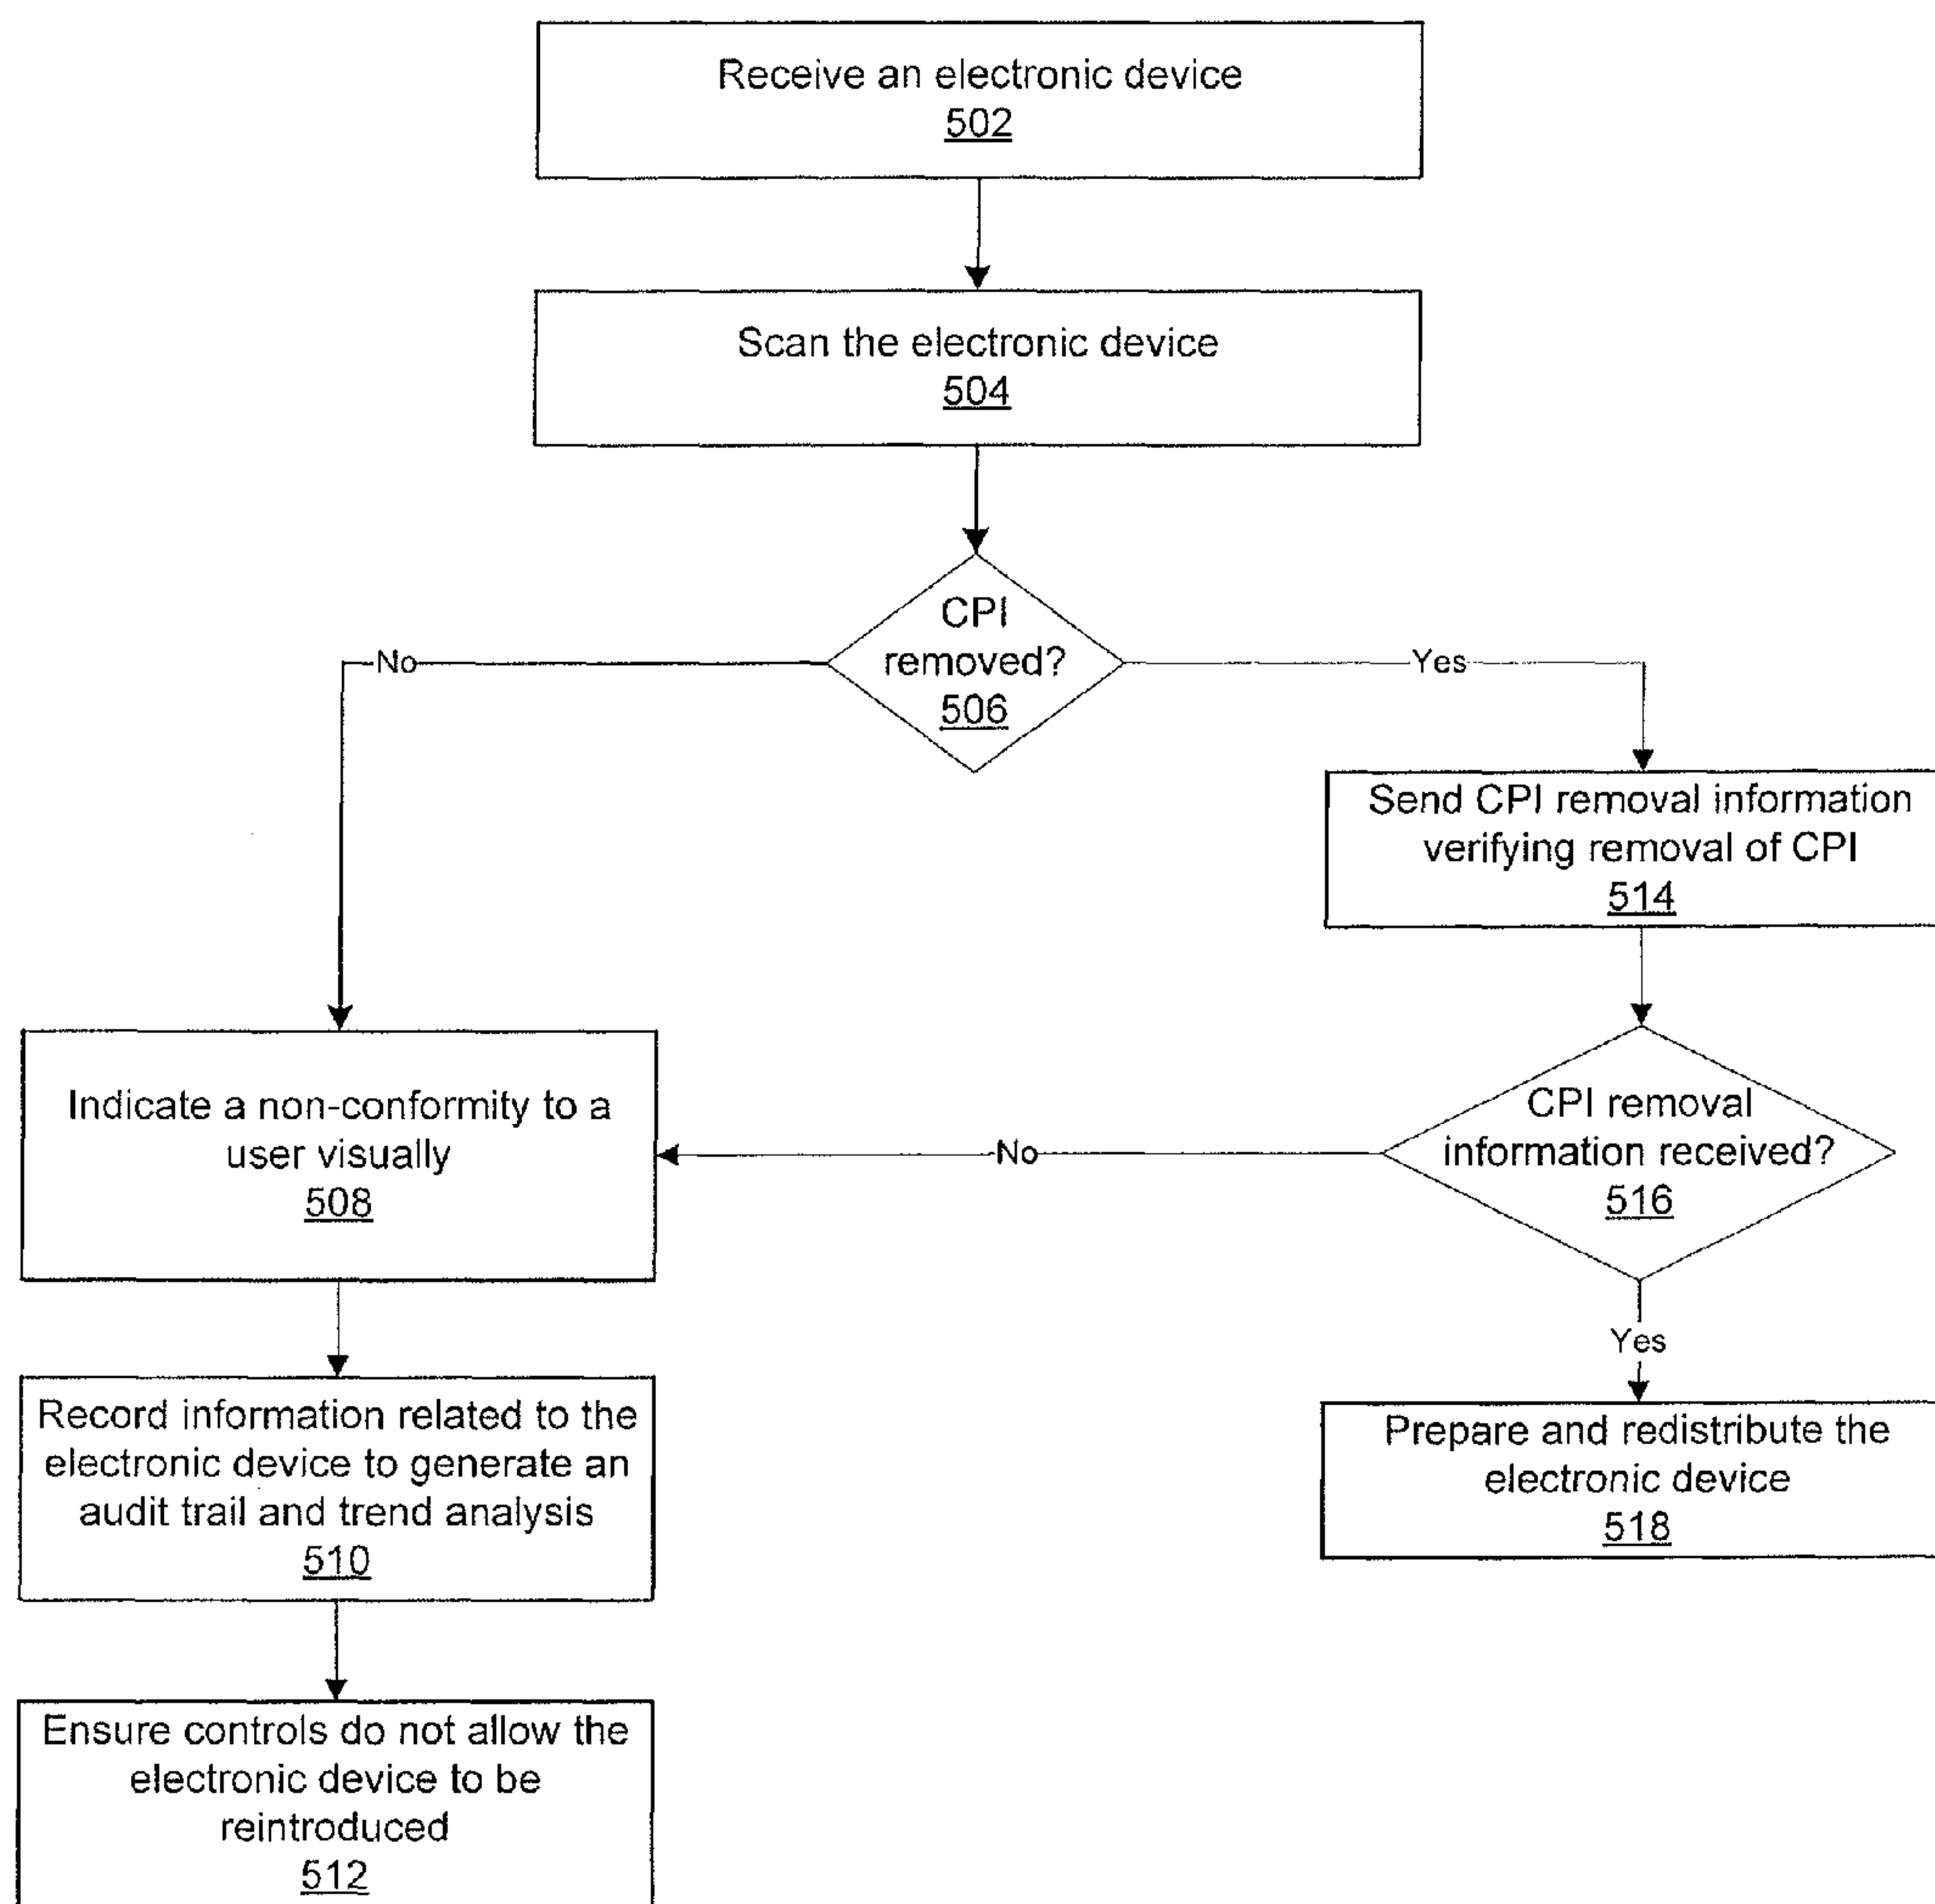 Receive an electronic device
502
Scan the electronic device
504
CPI
removed?
506
No
Yes
Send CPI removal information
verifying removal of CPI
514
Indicate a non-conformity to a
user visually
508
No
CPI removal
information received?
516
Yes
Record information related to the
electronic device to generate an
audit trail and trend analysis
510
Prepare and redistribute the
electronic device
518
Ensure controls do not allow the
electronic device to be
reintroduced
512